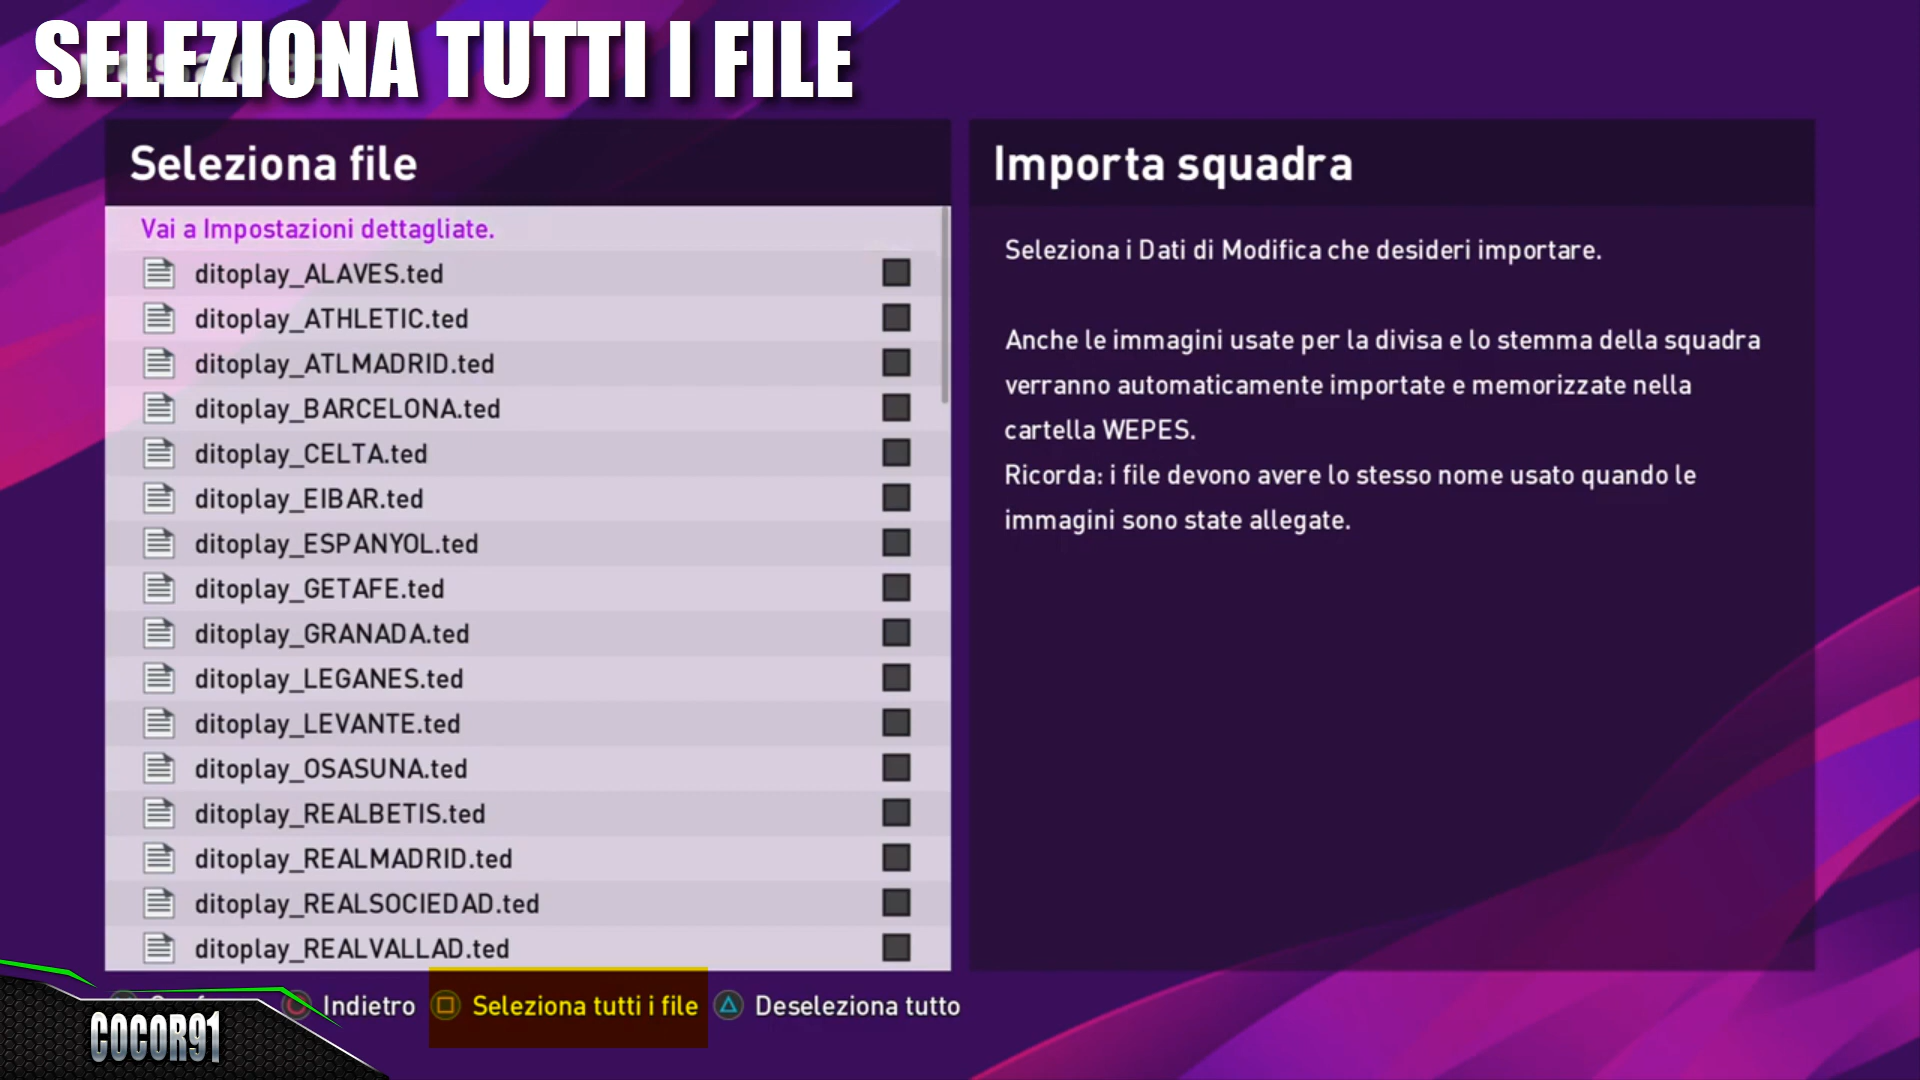 SELEZIONA TUTTI I FILE
Seleziona file
Vai a Impostazioni dettagliate.
ditoplay_ALAVES.ted
ditoplay_ATHLETIC.ted
ditoplay_ATLMADRID.ted
ditoplay_BARCELONA.ted
ditoplay_CELTA.ted
ditoplay_EIBAR.ted
ditoplay_ESPANYOL.ted
ditoplay_GETAFE.ted
ditoplay_GRANADA.ted
ditoplay_LEGANES.ted
ditoplay_LEVANTE.ted
ditoplay_OSASUNA.ted
ditoplay_REALBETIS.ted
ditoplay_REALMADRID.ted
ditoplay_REALSOCIEDAD.ted
ditoplay_REALVALLAD.ted
Importa squadra
Seleziona i Dati di Modifica che desideri importare.
Anche le immagini usate per la divisa e lo stemma della squadra
verranno automaticamente importate e memorizzate nella
cartella WEPES.
Ricorda: i file devono avere lo stesso nome usato quando le
immagini sono state allegate.
Indietro Seleziona tutti i file Deseleziona tutto
COCOR91